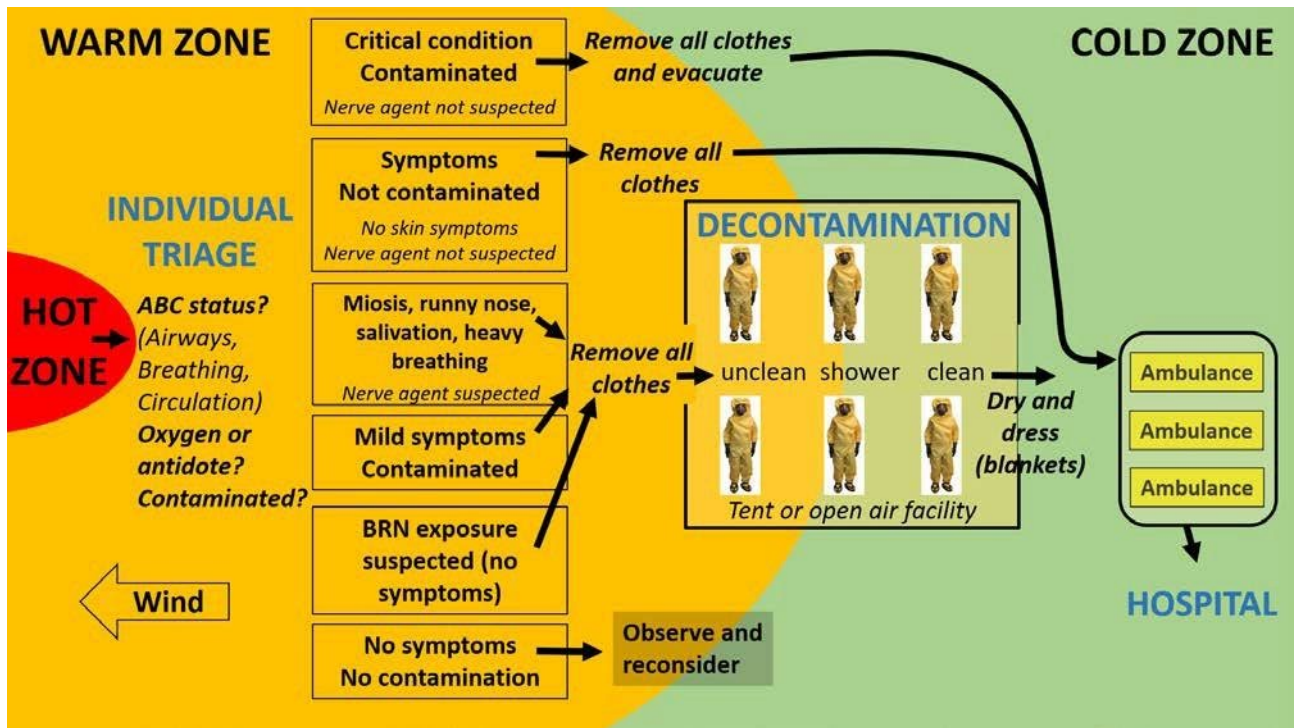 WARM ZONE
COLD ZONE
HOT
ZONE
INDIVIDUAL
TRIAGE
ABC status?
(Airways,
Breathing,
Circulation)
Oxygen or
antidote?
Contaminated?
Wind
Critical condition
Contaminated
Nerve agent not suspected
Remove all clothes
and evacuate
Symptoms
Not contaminated
No skin symptoms
Nerve agent not suspected
Remove all
clothes
Miosis, runny nose,
salivation, heavy
breathing
Nerve agent suspected
Mild symptoms
Contaminated
BRN exposure
suspected (no
symptoms)
Remove all
clothes
No symptoms
No contamination
Observe and
reconsider
DECONTAMINATION
unclean shower clean
Tent or open air facility
Dry and
dress
(blankets)
Ambulance
Ambulance
Ambulance
HOSPITAL